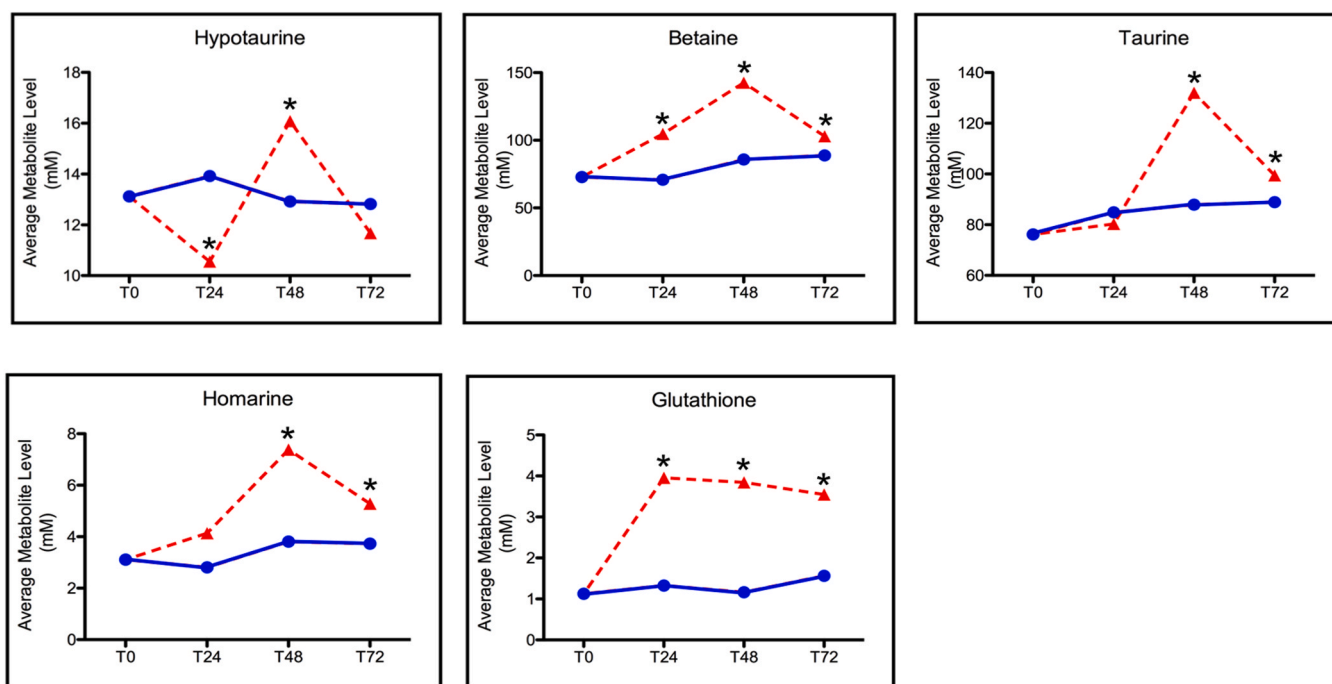 Hypotaurine
Average Metabolite Level
(mM)
18
16
14
12
10
*
*
T0 T24 T48 T72
Betaine
Average Metabolite Level
(mM)
150
100
50
0
*
*
*
T0 T24 T48 T72
Taurine
Average Metabolite Level
(mM)
140
120
100
80
60
*
*
T0 T24 T48 T72
Homarine
Average Metabolite Level
(mM)
8
6
4
2
0
*
*
T0 T24 T48 T72
Glutathione
Average Metabolite Level
(mM)
5
4
3
2
1
0
*
*
*
T0 T24 T48 T72